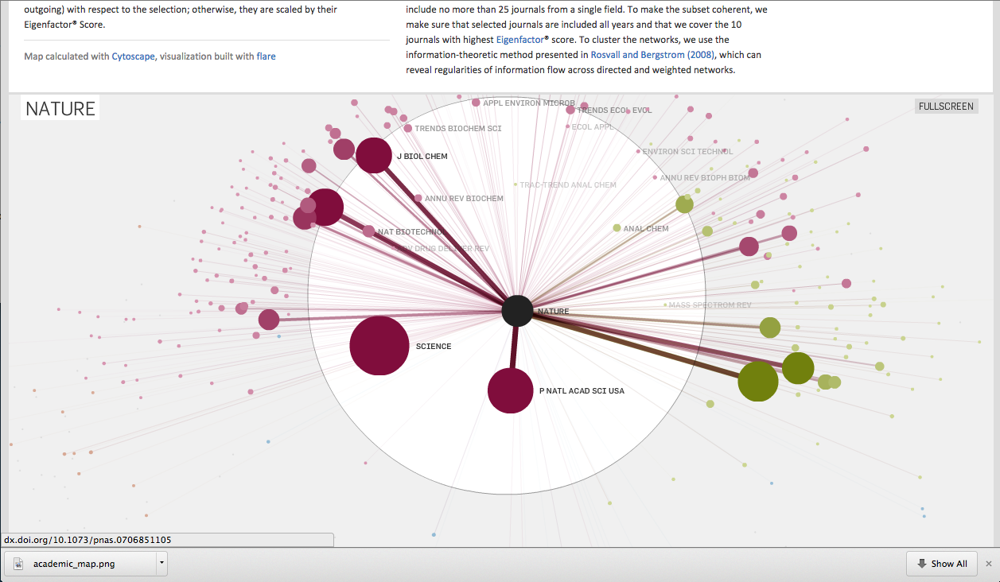 outgoing) with respect to the selection; otherwise, they are scaled by their
Eigenfactor® Score.
Map calculated with Cytoscape, visualization built with flare
include no more than 25 journals from a single field. To make the subset coherent, we
make sure that selected journals are included all years and that we cover the 10
journals with highest Eigenfactor® score. To cluster the networks, we use the
information-theoretic method presented in Rosvall and Bergstrom (2008), which can
reveal regularities of information flow across directed and weighted networks.
NATURE
FULLSCREEN
APPL ENVIRON MICROB
TRENDS ECOL EVOL
TRENDS BIOCHEM SCI
ECOL APPL
J BIOL CHEM
ENVIRON SCI TECHNOL
ANNU REV BIOPH BIOM
TRAC-TREND ANAL CHEM
ANNU REV BIOCHEM
NAT BIOTECHNOL
ANAL CHEM
ADV DRUG DELIVER REV
MASS SPECTROM REV
NATURE
SCIENCE
P NATL ACAD SCI USA
dx.doi.org/10.1073/pnas.0706851105
academic_map.png
Show All